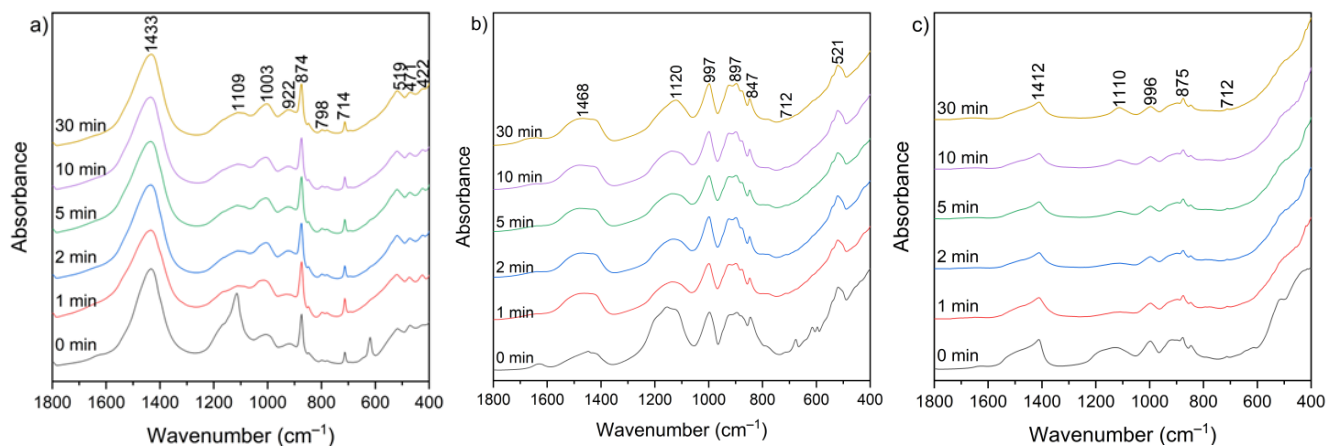 a)
1433
1109
1003
922
874
798
714
519
471
422
30 min
10 min
5 min
2 min
1 min
0 min
Absorbance
1800 1600 1400 1200 1000 800 600 400
Wavenumber (cm⁻¹)
b)
1468
1120
997
897
847
712
521
30 min
10 min
5 min
2 min
1 min
0 min
Absorbance
1800 1600 1400 1200 1000 800 600 400
Wavenumber (cm⁻¹)
c)
1412
1110
996
875
712
30 min
10 min
5 min
2 min
1 min
0 min
Absorbance
1800 1600 1400 1200 1000 800 600 400
Wavenumber (cm⁻¹)